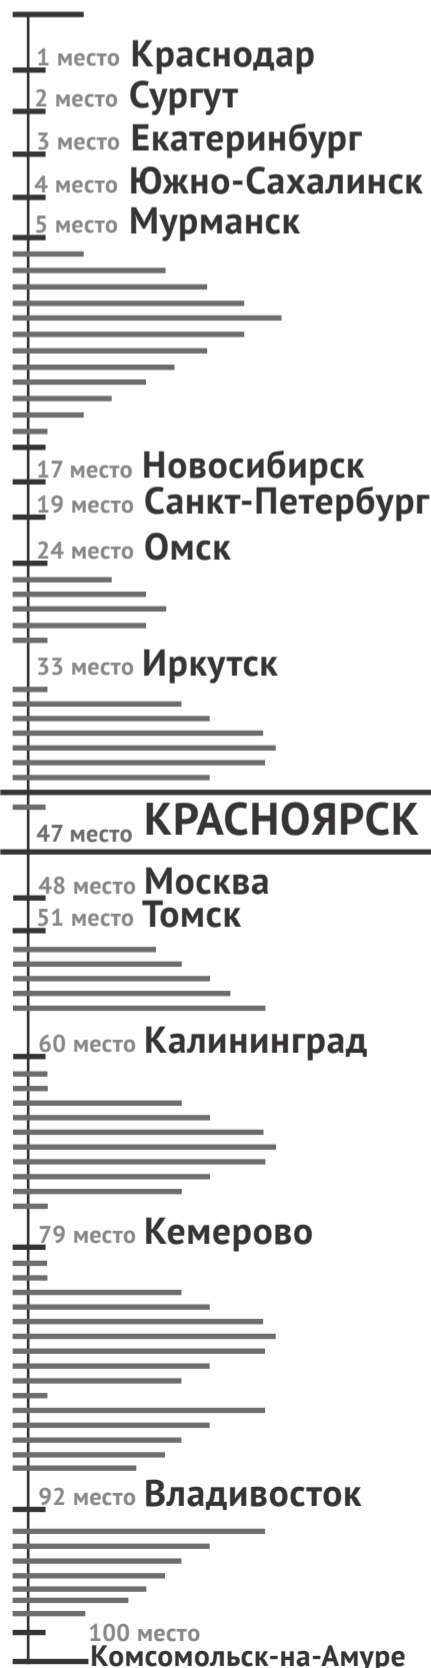 1 место Краснодар
2 место Сургут
3 место Екатеринбург
4 место Южно-Сахалинск
5 место Мурманск
17 место Новосибирск
19 место Санкт-Петербург
24 место Омск
33 место Иркутск
47 место КРАСНОЯРСК
48 место Москва
51 место Томск
60 место Калининград
79 место Кемерово
92 место Владивосток
100 место
Комсомольск-на-Амуре